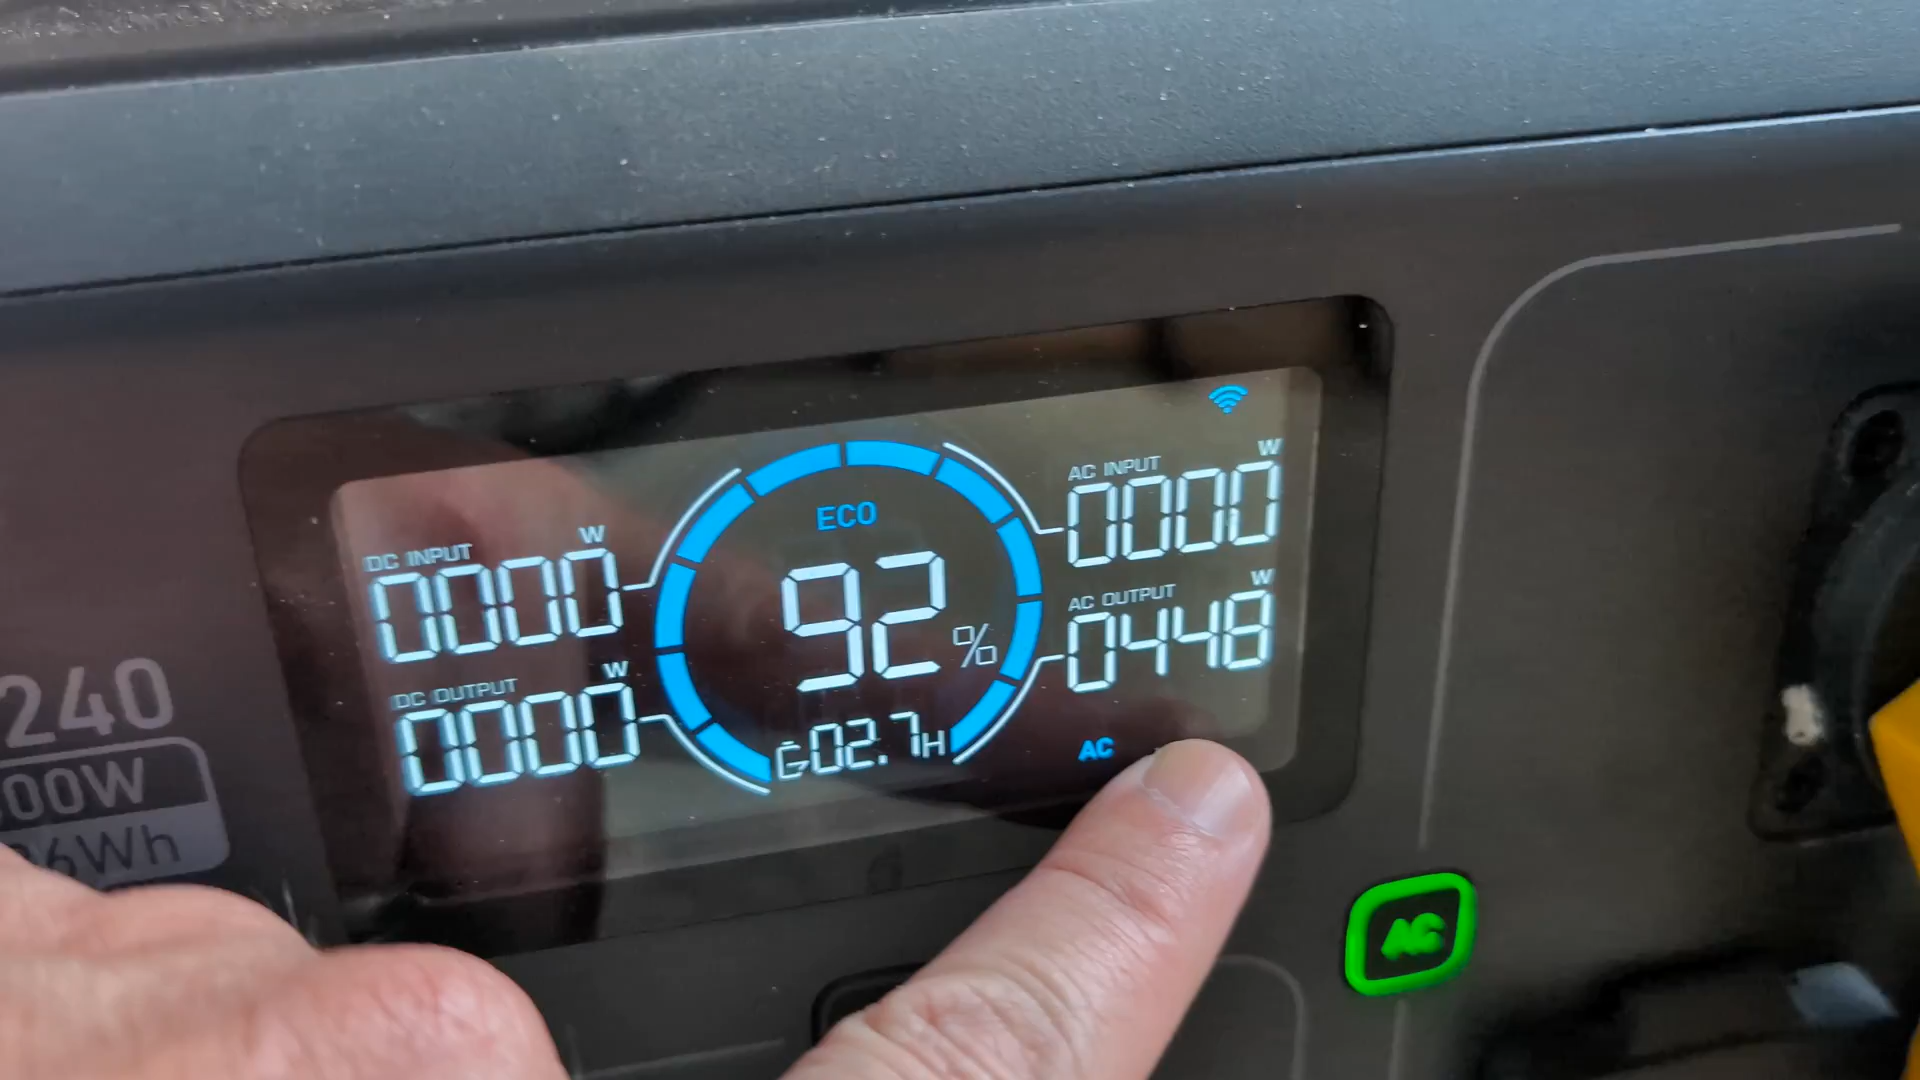 ECO
DC INPUT
0000 W
DC OUTPUT
0000 W
92 %
02.7H
AC INPUT
0000 W
AC OUTPUT
0448 W
AC
240
00W
6Wh
AC